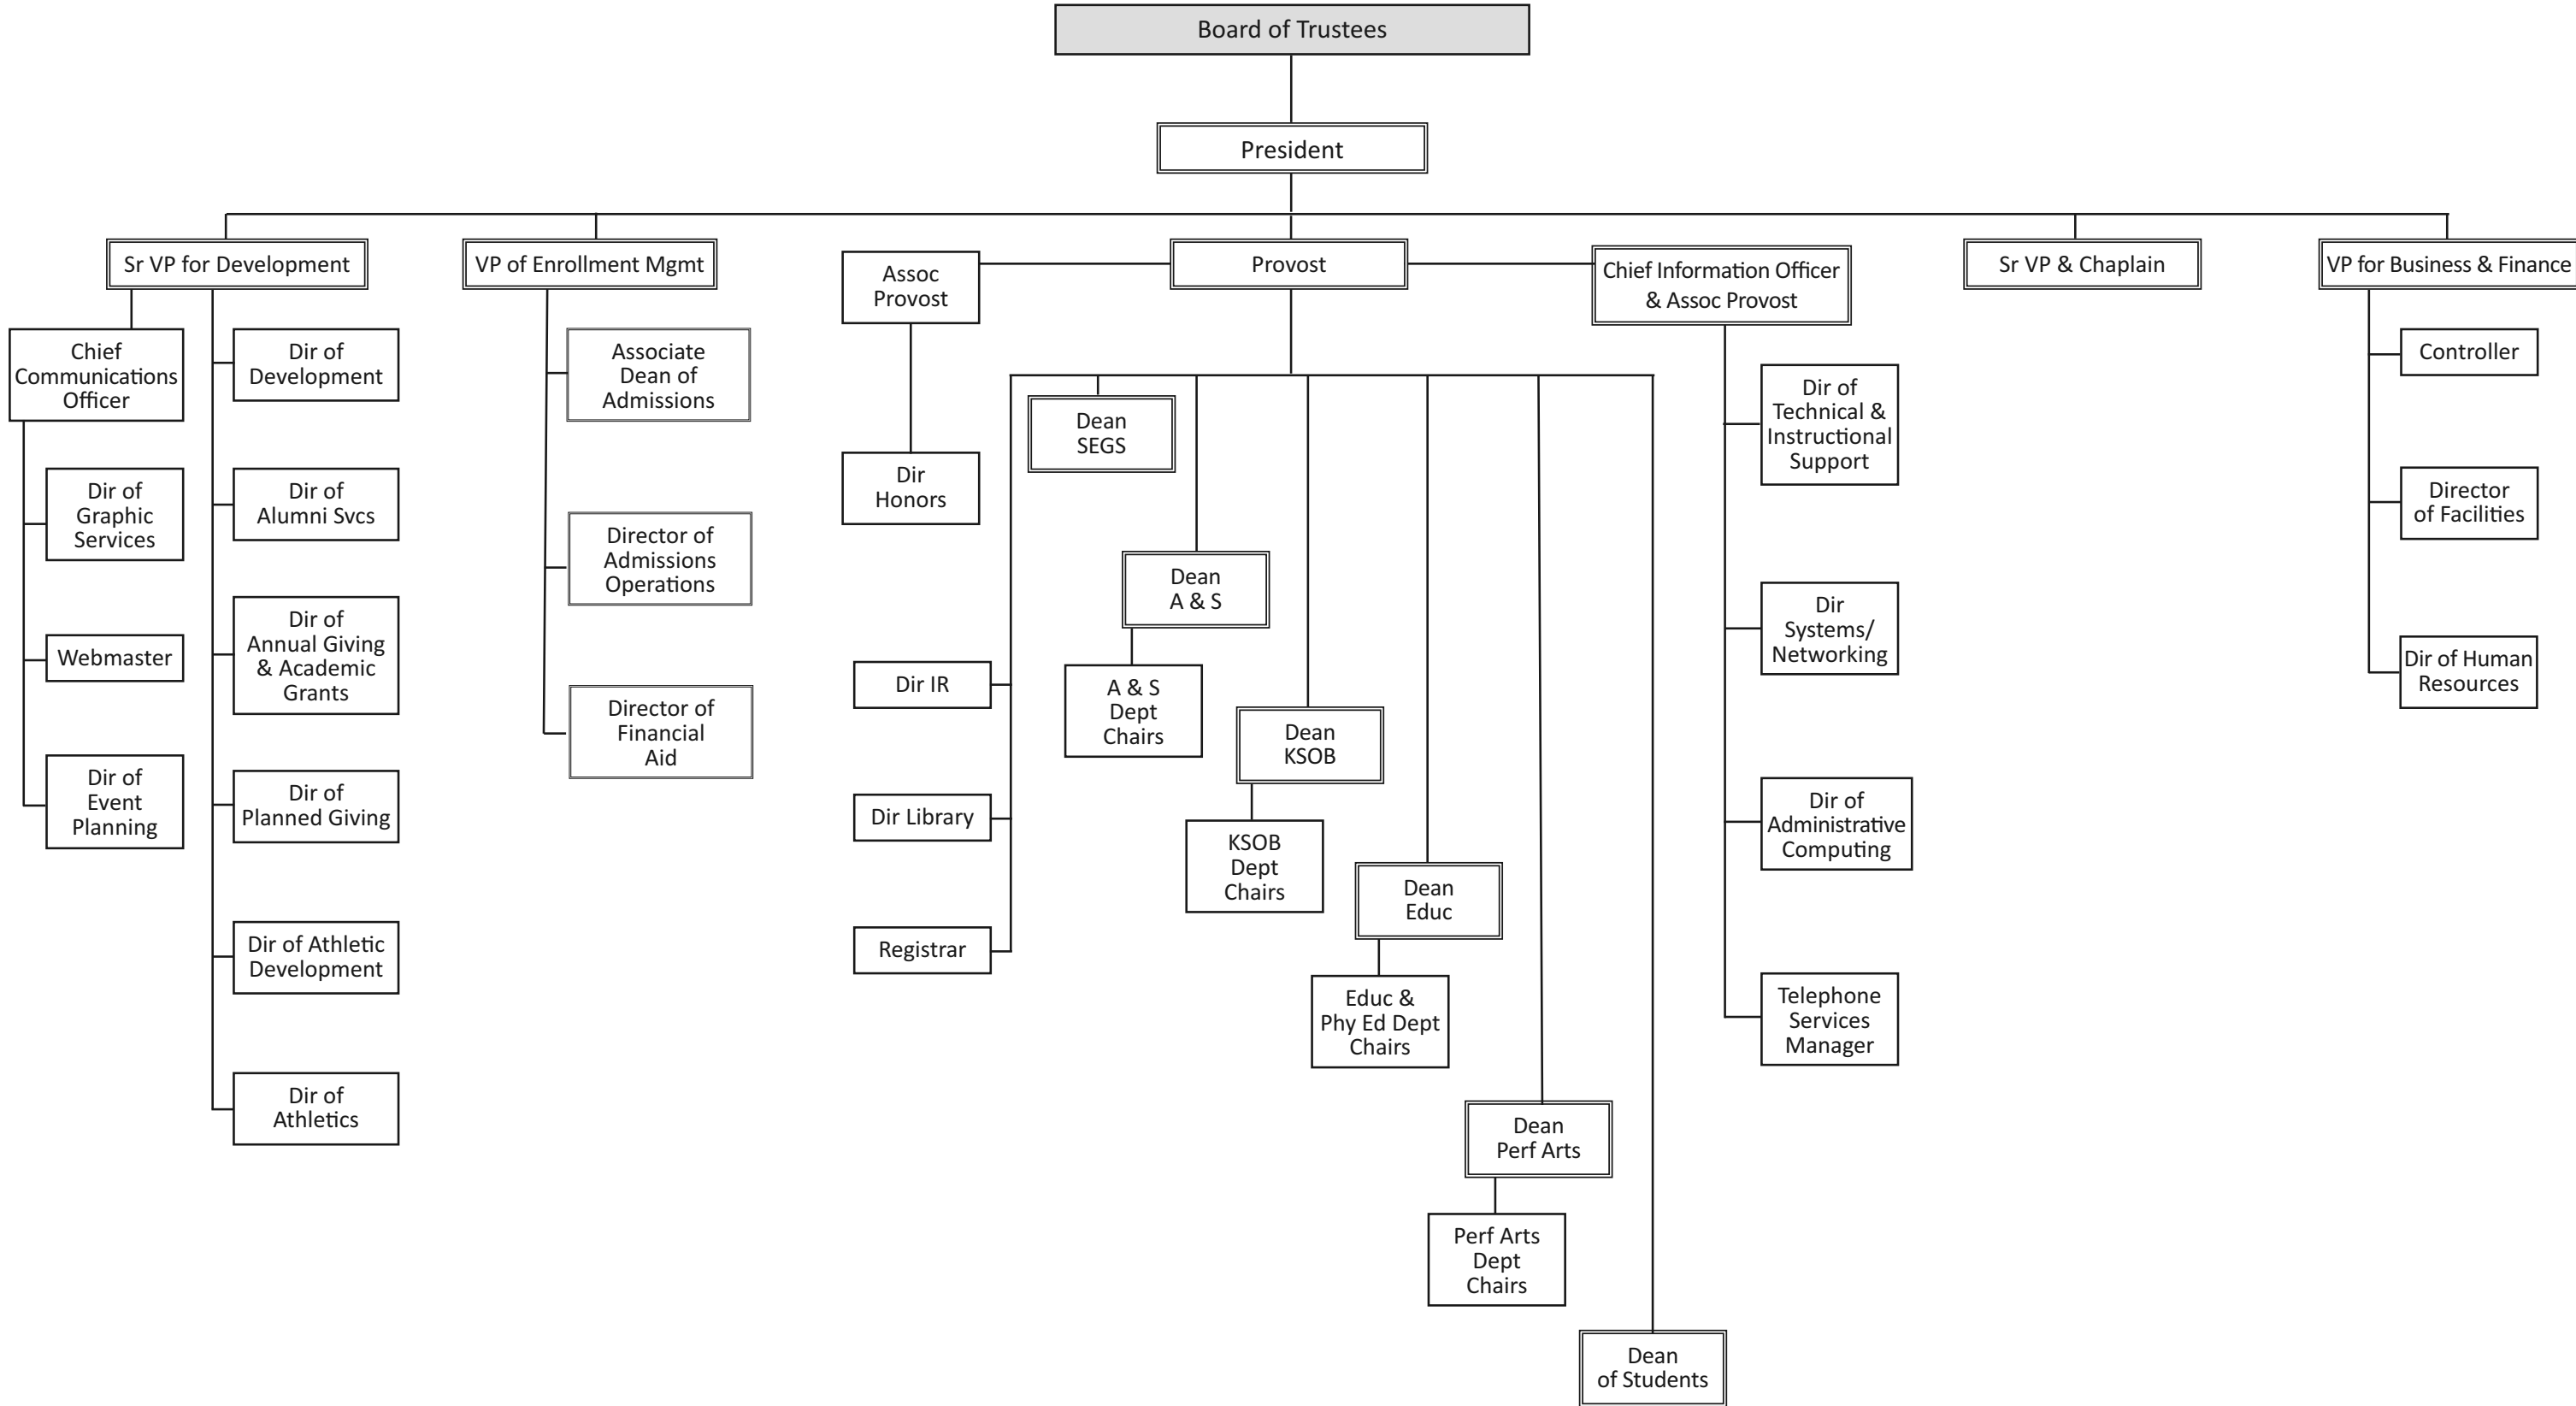 Board of Trustees
President
Sr VP for Development
VP of Enrollment Mgmt
Assoc
Provost
Provost
Chief Information Officer
& Assoc Provost
Sr VP & Chaplain
VP for Business & Finance
Chief
Communications
Officer
Dir of
Graphic
Services
Webmaster
Dir of
Event
Planning
Dir of
Development
Dir of
Alumni Svcs
Dir of
Annual Giving
& Academic
Grants
Dir of
Planned Giving
Dir of Athletic
Development
Dir of
Athletics
Associate
Dean of
Admissions
Director of
Admissions
Operations
Director of
Financial
Aid
Dir
Honors
Dir IR
Dir Library
Registrar
Dean
SEGS
Dean
A & S
A & S
Dept
Chairs
Dean
KSOB
KSOB
Dept
Chairs
Dean
Educ
Educ &
Phy Ed Dept
Chairs
Dean
Perf Arts
Perf Arts
Dept
Chairs
Dean
of Students
Dir of
Technical &
Instructional
Support
Dir
Systems/
Networking
Dir of
Administrative
Computing
Telephone
Services
Manager
Controller
Director
of Facilities
Dir of Human
Resources